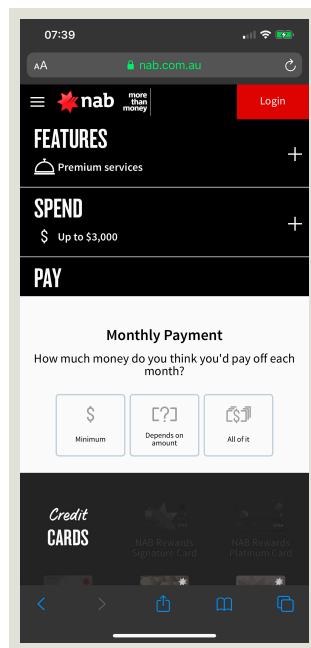 07:39
AA nab.com.au
nab more
than
money
Login
FEATURES
Premium services
SPEND
$ Up to $3,000
PAY
Monthly Payment
How much money do you think you'd pay off each
month?
$ [?] $
Minimum
Depends on
amount
All of it
Credit
CARDS
NAB Rewards
Signature Card
NAB Rewards
Platinum Card